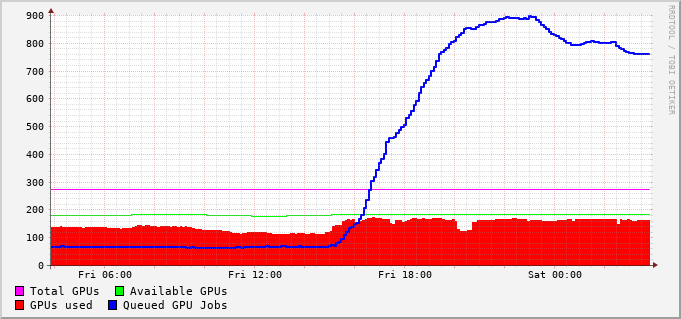 900
800
700
600
500
400
300
200
100
0
Fri 06:00 Fri 12:00 Fri 18:00 Sat 00:00
Total GPUs Available GPUs
GPUs used Queued GPU Jobs
RRDTOOL / TOBI OETIKER